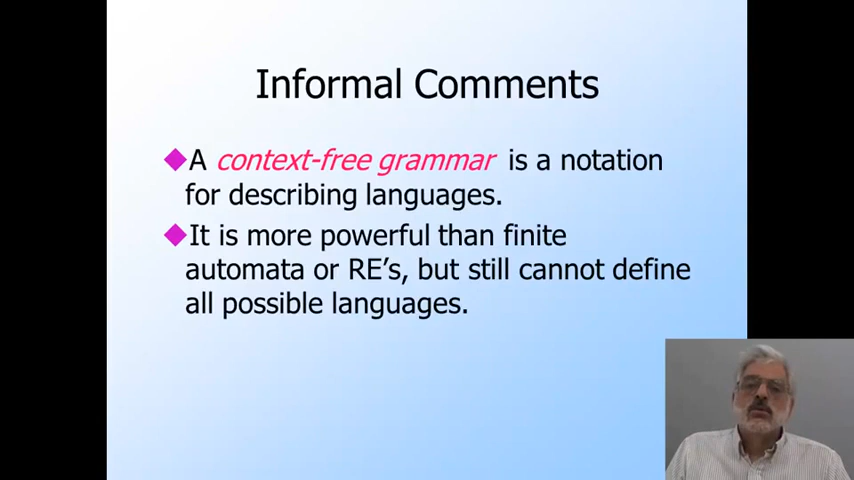 Informal Comments
A context-free grammar is a notation
for describing languages.
It is more powerful than finite
automata or RE’s, but still cannot define
all possible languages.